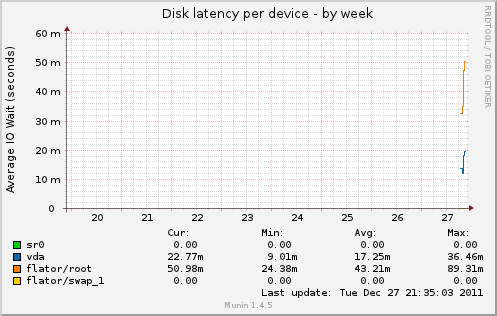 Disk latency per device - by week
RRDTOOL / TOBI OETIKER
Average IO Wait (seconds)
60 m
50 m
40 m
30 m
20 m
10 m
0
20 21 22 23 24 25 26 27
Cur: Min: Avg: Max:
sr0 0.00 0.00 0.00 0.00
vda 22.77m 9.01m 17.25m 36.46m
flator/root 50.98m 24.38m 43.21m 89.31m
flator/swap_1 0.00 0.00 0.00 0.00
Last update: Tue Dec 27 21:35:03 2011
Munin 1.4.5